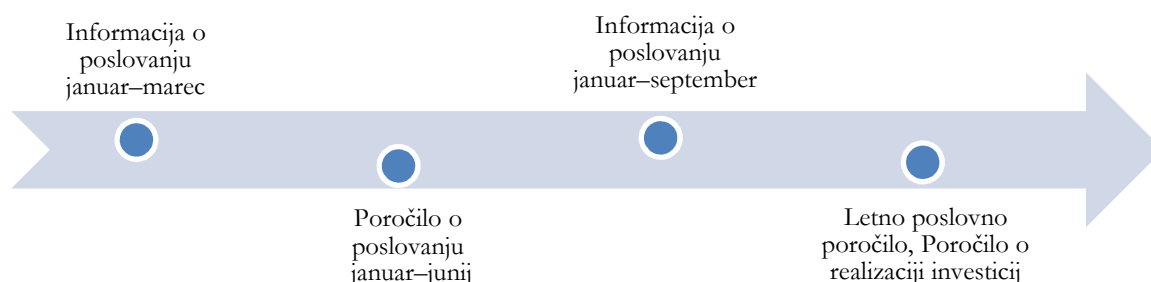 Informacija o
poslovanju
januar–marec
Poročilo o
poslovanju
januar–junij
Informacija o
poslovanju
januar–september
Letno poslovno
poročilo, Poročilo o
realizaciji investicij